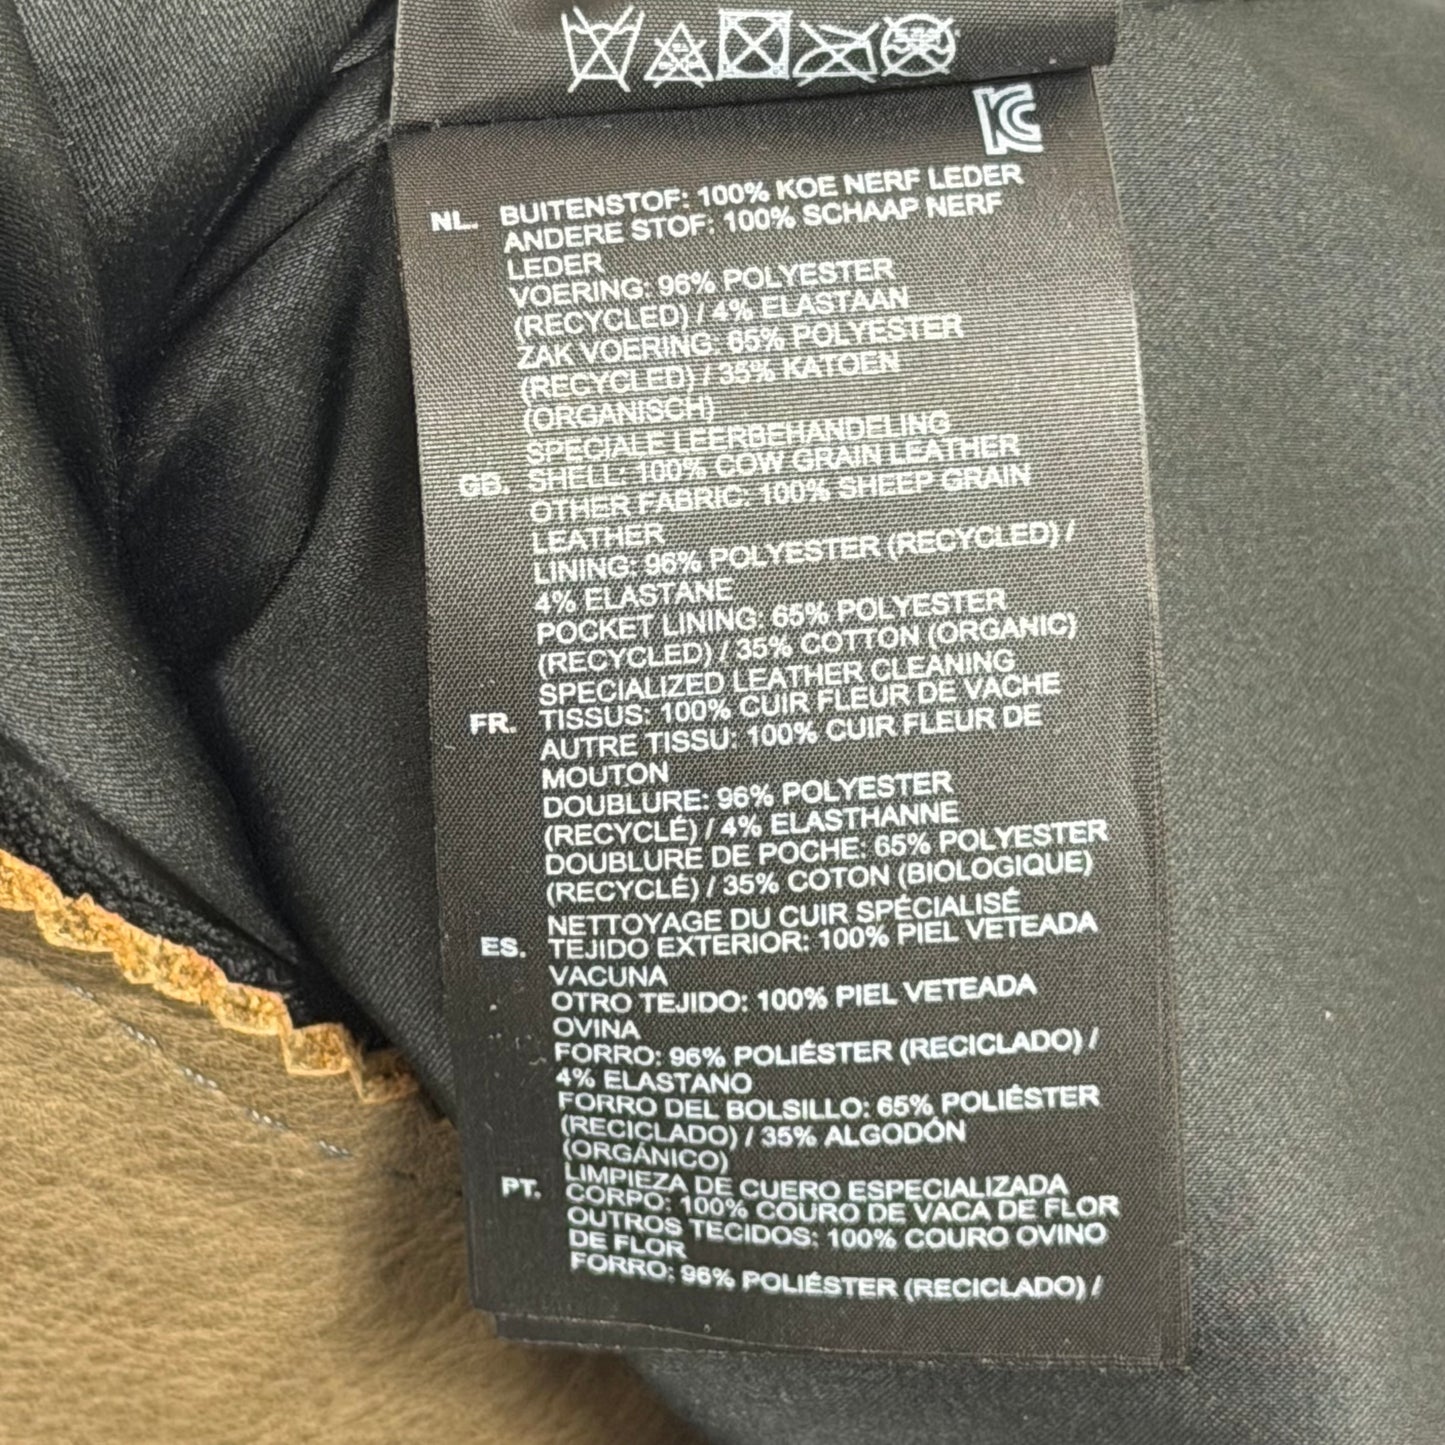 KC
NL. BUITENSTOF: 100% KOE NERF LEDER
ANDERE STOF: 100% SCHAAP NERF
LEDER
VOERING: 96% POLYESTER
(RECYCLED) / 4% ELASTAAN
ZAK VOERING: 65% POLYESTER
(RECYCLED) / 35% KATOEN
(ORGANISCH)
SPECIALE LEERBEHANDELING
GB. SHELL: 100% COW GRAIN LEATHER
OTHER FABRIC: 100% SHEEP GRAIN
LEATHER
LINING: 96% POLYESTER (RECYCLED) /
4% ELASTANE
POCKET LINING: 65% POLYESTER
(RECYCLED) / 35% COTTON (ORGANIC)
SPECIALIZED LEATHER CLEANING
FR. TISSUS: 100% CUIR FLEUR DE VACHE
AUTRE TISSU: 100% CUIR FLEUR DE
MOUTON
DOUBLURE: 96% POLYESTER
(RECYCLÉ) / 4% ELASTHANNE
DOUBLURE DE POCHE: 65% POLYESTER
(RECYCLÉ) / 35% COTON (BIOLOGIQUE)
NETTOYAGE DU CUIR SPÉCIALISÉ
ES. TEJIDO EXTERIOR: 100% PIEL VETEADA
VACUNA
OTRO TEJIDO: 100% PIEL VETEADA
OVINA
FORRO: 96% POLIÉSTER (RECICLADO) /
4% ELASTANO
FORRO DEL BOLSILLO: 65% POLIÉSTER
(RECICLADO) / 35% ALGODÓN
(ORGÁNICO)
LIMPIEZA DE CUERO ESPECIALIZADA
PT. CORPO: 100% COURO DE VACA DE FLOR
OUTROS TECIDOS: 100% COURO OVINO
DE FLOR
FORRO: 96% POLIÉSTER (RECICLADO) /